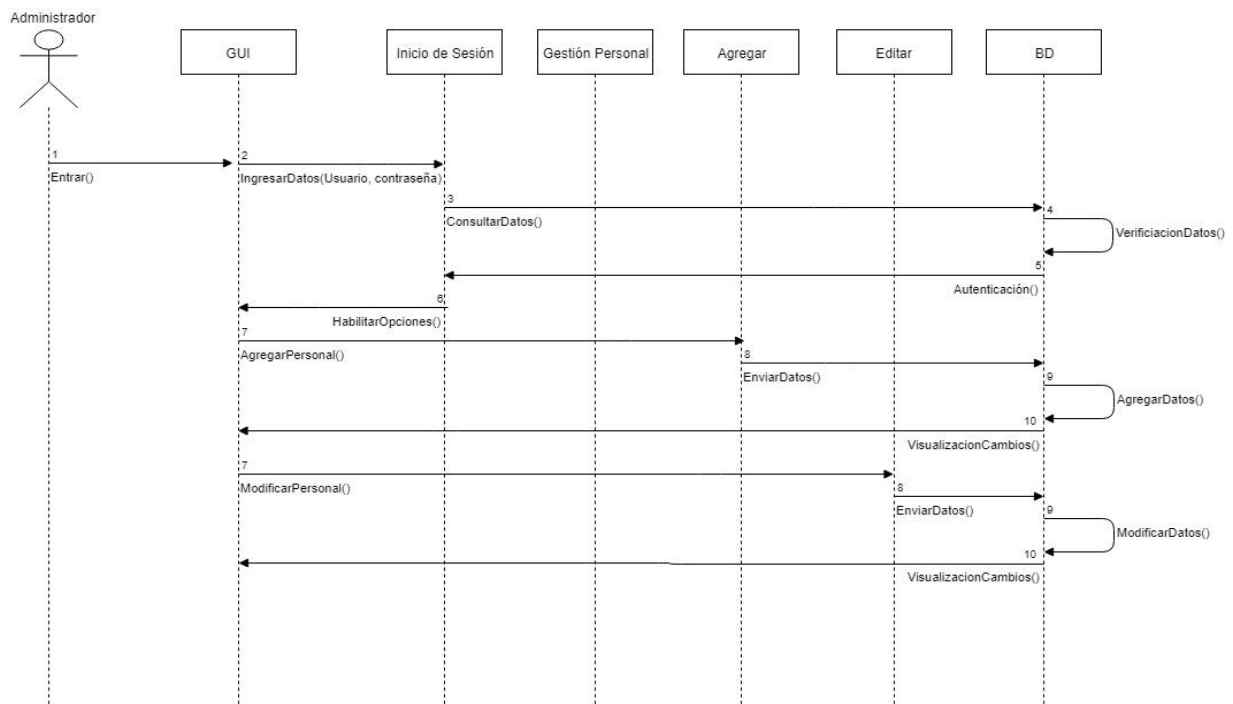 Administrador
GUI
Inicio de Sesión
Gestión Personal
Agregar
Editar
BD
1
Entrar()
2
IngresarDatos(Usuario, contraseña)
3
ConsultarDatos()
4
VerificiacionDatos()
5
Autenticación()
6
HabilitarOpciones()
7
AgregarPersonal()
8
EnviarDatos()
9
AgregarDatos()
10
VisualizacionCambios()
7
ModificarPersonal()
8
EnviarDatos()
9
ModificarDatos()
10
VisualizacionCambios()